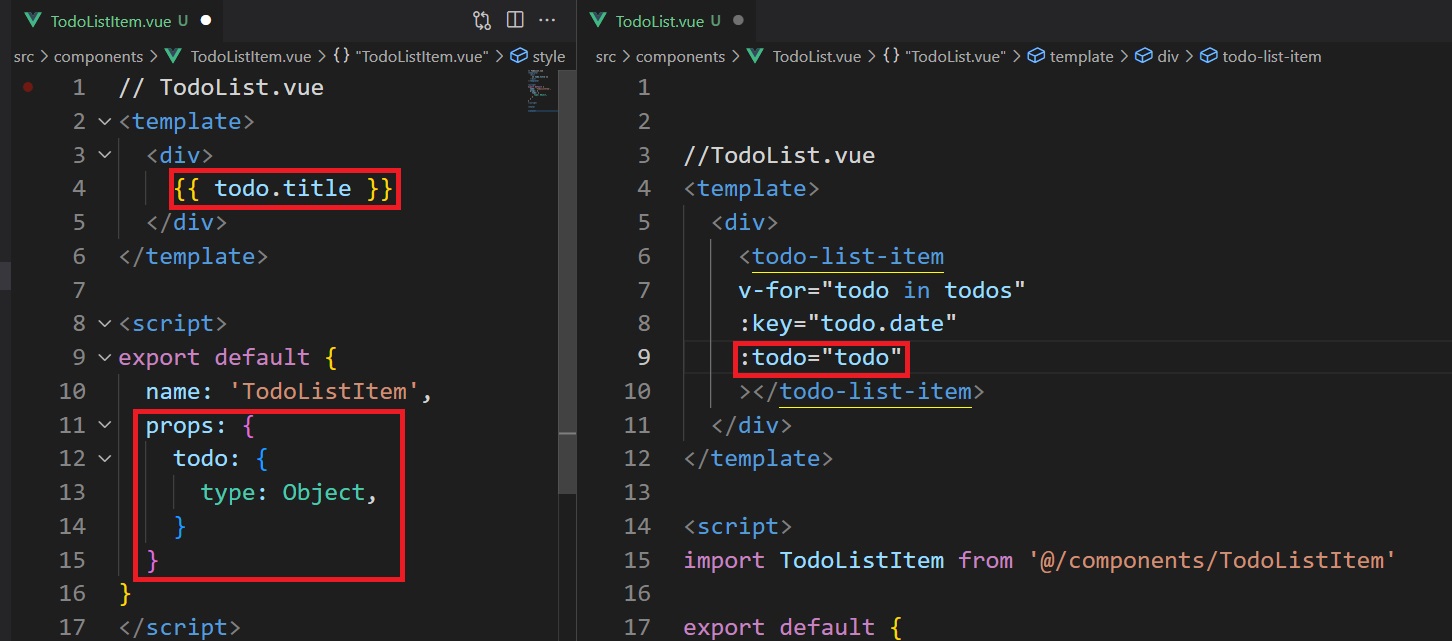 TodoListItem.vue U
src > components > TodoListItem.vue > {} "TodoListItem.vue" > style
1 // TodoList.vue
2 <template>
3 <div>
4 {{ todo.title }}
5 </div>
6 </template>
7
8 <script>
9 export default {
10 name: 'TodoListItem',
11 props: {
12 todo: {
13 type: Object,
14 }
15 }
16 }
17 </script>
TodoList.vue U
src > components > TodoList.vue > {} "TodoList.vue" > template > div > todo-list-item
1
2
3 //TodoList.vue
4 <template>
5 <div>
6 <todo-list-item
7 v-for="todo in todos"
8 :key="todo.date"
9 :todo="todo"
10 ></todo-list-item>
11 </div>
12 </template>
13
14 <script>
15 import TodoListItem from '@/components/TodoListItem'
16
17 export default {